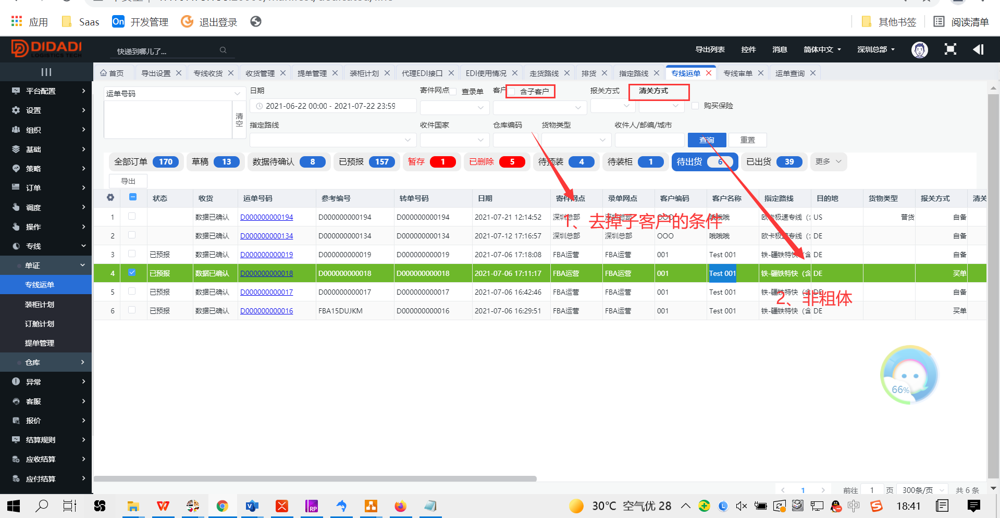 应用 Saas On 开发管理 退出登录 其他书签 阅读清单
DIDADI
LOGISTICS TECH
快递到哪儿了...
导出列表 控件 消息 简体中文 深圳总部
首页 导出设置 专线收货 收货管理 提单管理 装柜计划 代理EDI接口 EDI使用情况 走货路线 排货 指定路线 专线运单 专线审单 运单查询
平台配置
设置
组织
基础
策略
订单
调度
操作
专线
单证
专线运单
装柜计划
订舱计划
提单管理
仓库
异常
客服
报价
结算规则
应收结算
应付结算
运单号码
清空
日期 寄件网点 查录单 客户 含子客户 报关方式 清关方式
2021-06-22 00:00 - 2021-07-22 23:59 购买保险
指定路线 收件国家 仓库编码 货物类型 收件人/邮编/城市
查询 重置
全部订单 170 草稿 13 数据待确认 8 已预报 157 暂存 1 已删除 5 待预装 4 待装柜 1 待出货 6 已出货 39 更多
导出
状态 收货 运单号码 参考编号 转单号码 日期 寄件网点 录单网点 客户编码 客户名称 指定路线 目的地 货物类型 报关方式 清关
1 数据已确认 D000000000194 D000000000194 D000000000194 2021-07-21 12:14:52 深圳总部 深圳总部 OOO 哦哦哦 欧卡极速专线（含 US 普货 自备
1、去掉子客户的条件
2 数据已确认 D000000000134 D000000000134 D000000000134 2021-07-12 17:16:57 深圳总部 深圳总部 OOO 哦哦哦 欧卡极速专线（含 DE 自备
3 已预报 数据已确认 D000000000019 D000000000019 D000000000019 2021-07-06 17:18:08 FBA运营 FBA运营 001 Test 001 铁-疆铁特快（含 DE 自备
4 已预报 数据已确认 D000000000018 D000000000018 D000000000018 2021-07-06 17:11:17 FBA运营 FBA运营 001 Test 001 铁-疆铁特快（含 DE 买单
5 已预报 数据已确认 D000000000017 D000000000017 D000000000017 2021-07-06 16:42:46 FBA运营 FBA运营 001 Test 001 铁-疆铁特快（含 DE 自备
2、非粗体
6 已预报 数据已确认 D000000000016 FBA15DUJKM D000000000016 2021-07-06 16:29:51 FBA运营 FBA运营 001 Test 001 铁-疆铁特快（含 DE 买单
66%
1 前往 1 页 300条/页 共 6 条
30℃ 空气优 28 中 18:41